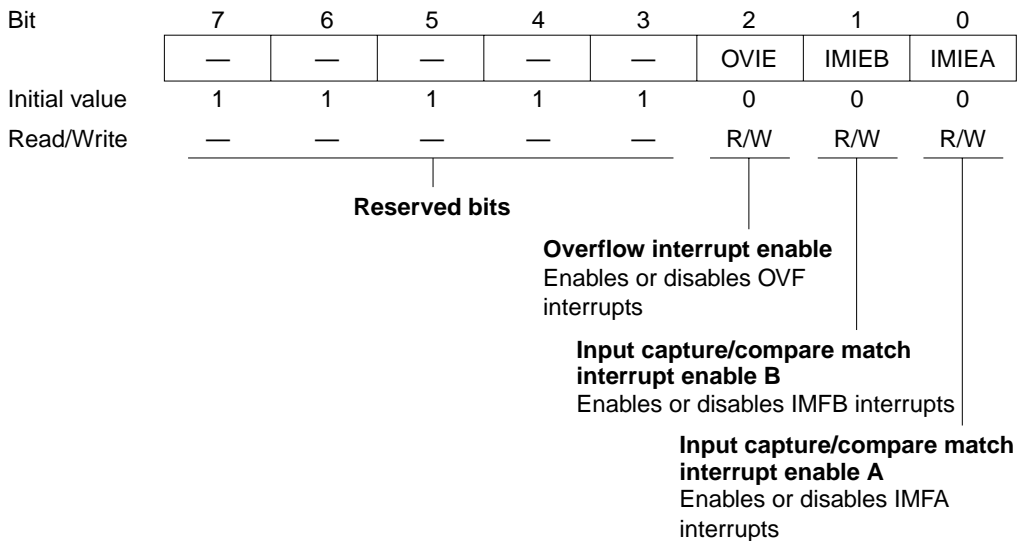 Bit 7 6 5 4 3 2 1 0
— — — — — OVIE IMIEB IMIEA
Initial value 1 1 1 1 1 0 0 0
Read/Write — — — — — R/W R/W R/W
Reserved bits
Overflow interrupt enable
Enables or disables OVF
interrupts
Input capture/compare match
interrupt enable B
Enables or disables IMFB interrupts
Input capture/compare match
interrupt enable A
Enables or disables IMFA
interrupts